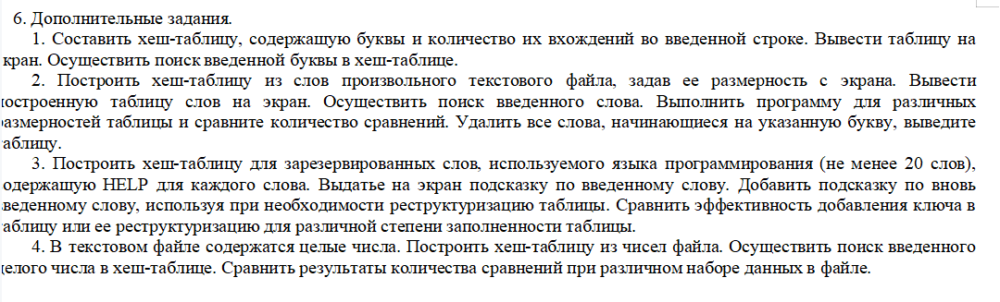 6. Дополнительные задания.
1. Составить хеш-таблицу, содержащую буквы и количество их вхождений во введенной строке. Вывести таблицу на
кран. Осуществить поиск введенной буквы в хеш-таблице.
2. Построить хеш-таблицу из слов произвольного текстового файла, задав ее размерность с экрана. Вывести
остроенную таблицу слов на экран. Осуществить поиск введенного слова. Выполнить программу для различных
азмерностей таблицы и сравните количество сравнений. Удалить все слова, начинающиеся на указанную букву, выведите
аблицу.
3. Построить хеш-таблицу для зарезервированных слов, используемого языка программирования (не менее 20 слов),
одержащую HELP для каждого слова. Выдатье на экран подсказку по введенному слову. Добавить подсказку по вновь
введенному слову, используя при необходимости реструктуризацию таблицы. Сравнить эффективность добавления ключа в
аблицу или ее реструктуризацию для различной степени заполненности таблицы.
4. В текстовом файле содержатся целые числа. Построить хеш-таблицу из чисел файла. Осуществить поиск введенного
целого числа в хеш-таблице. Сравнить результаты количества сравнений при различном наборе данных в файле.